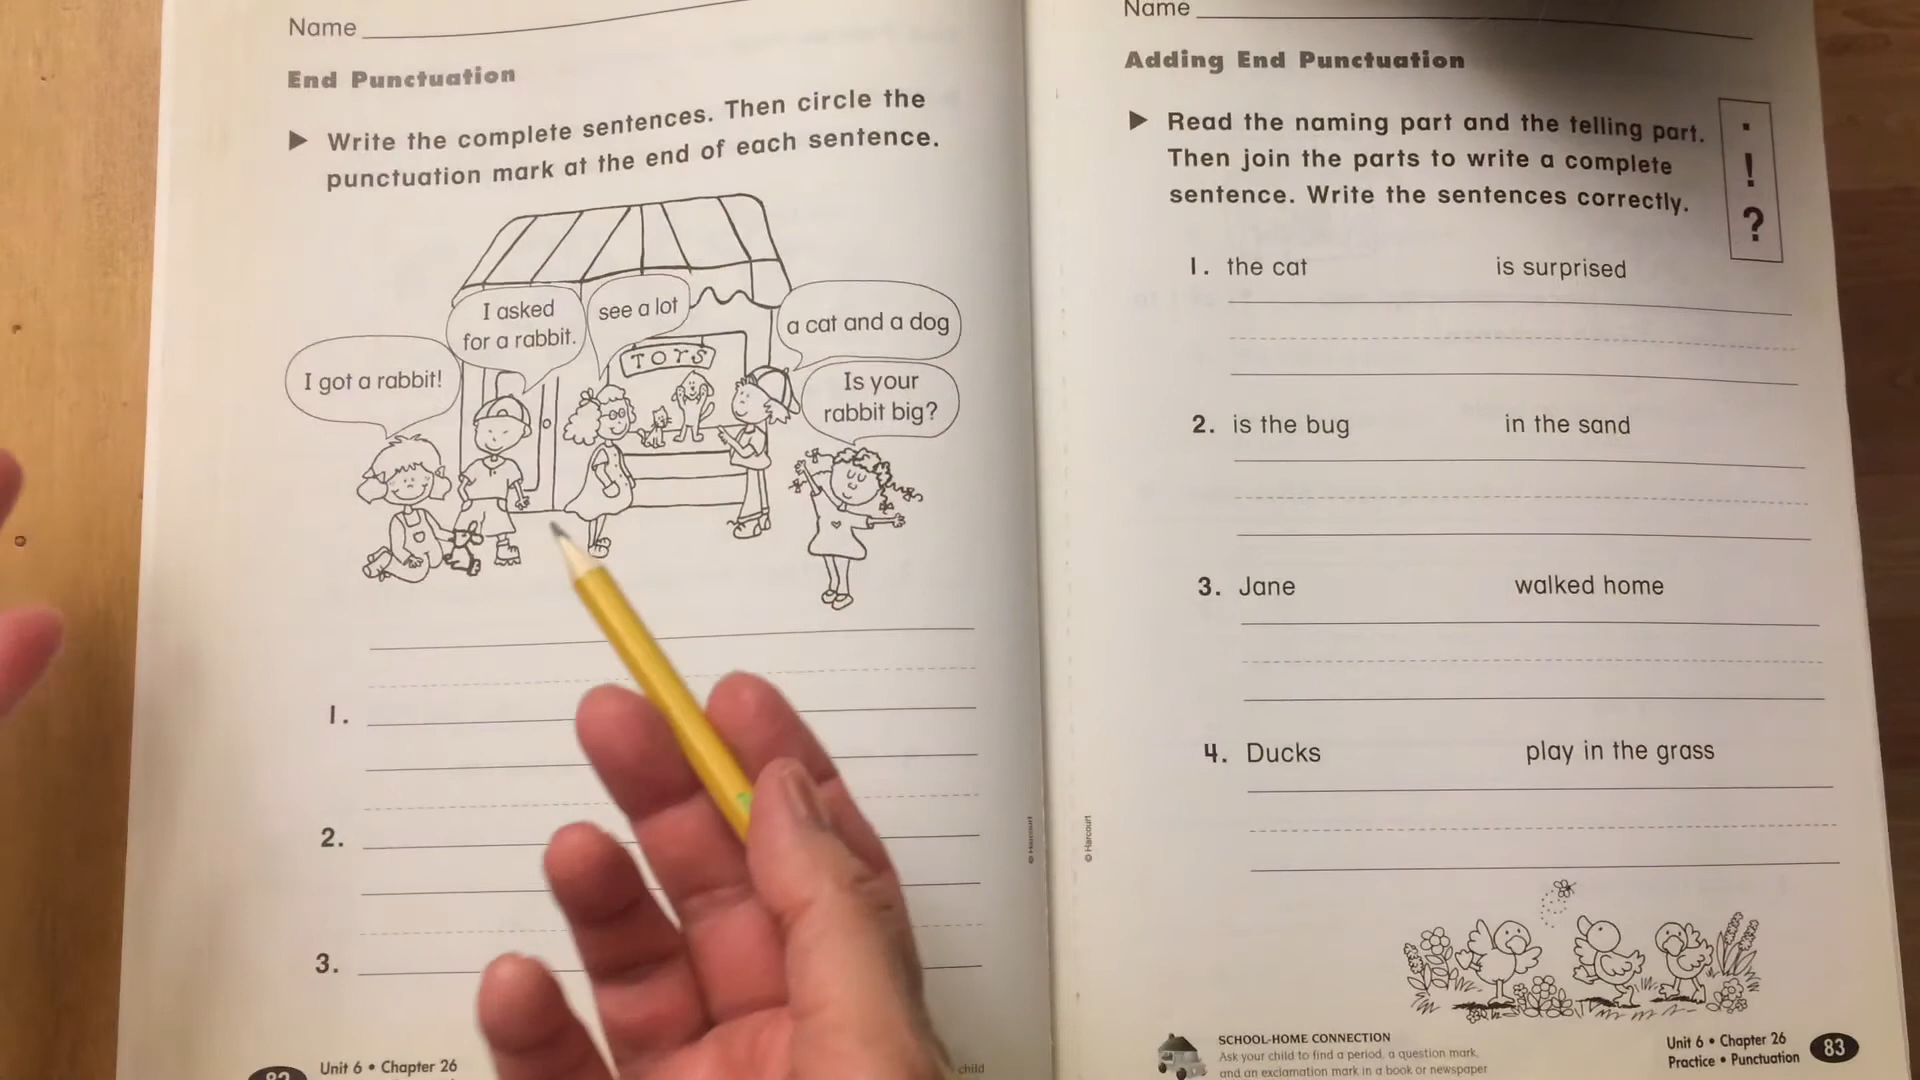 Name
End Punctuation
Write the complete sentences. Then circle the
punctuation mark at the end of each sentence.
I asked
for a rabbit.
see a lot
a cat and a dog
I got a rabbit!
TOYS
Is your
rabbit big?
1.
2.
3.
Unit 6 • Chapter 26
child
© Harcourt
Name
Adding End Punctuation
Read the naming part and the telling part.
Then join the parts to write a complete
sentence. Write the sentences correctly.
.
!
?
1. the cat is surprised
2. is the bug in the sand
3. Jane walked home
4. Ducks play in the grass
© Harcourt
SCHOOL-HOME CONNECTION
Ask your child to find a period, a question mark,
and an exclamation mark in a book or newspaper
Unit 6 • Chapter 26
Practice • Punctuation 83